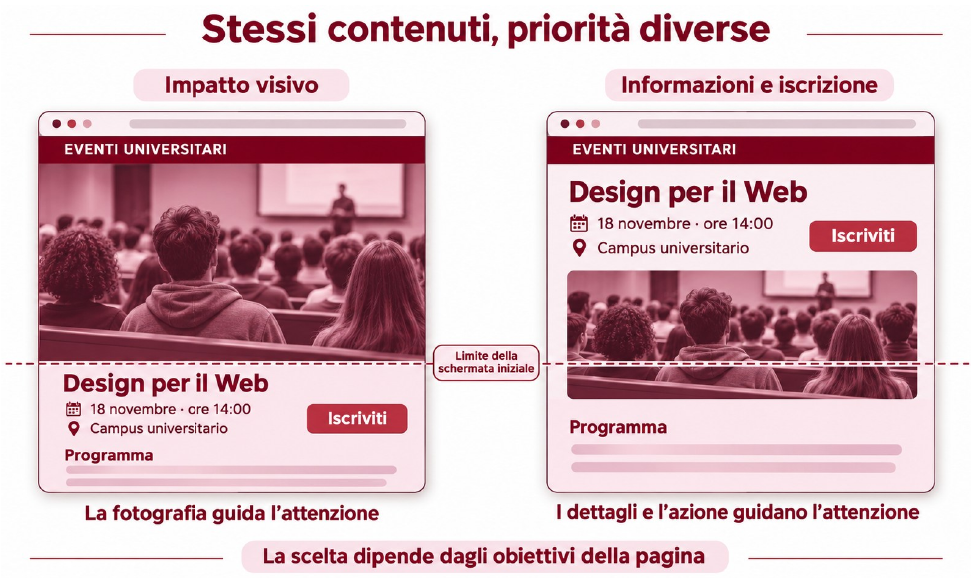 Stessi contenuti, priorità diverse
Impatto visivo
EVENTI UNIVERSITARI
Design per il Web
18 novembre · ore 14:00
Campus universitario
Iscriviti
Programma
La fotografia guida l'attenzione
Limite della
schermata iniziale
Informazioni e iscrizione
EVENTI UNIVERSITARI
Design per il Web
18 novembre · ore 14:00
Campus universitario
Iscriviti
Programma
I dettagli e l'azione guidano l'attenzione
La scelta dipende dagli obiettivi della pagina